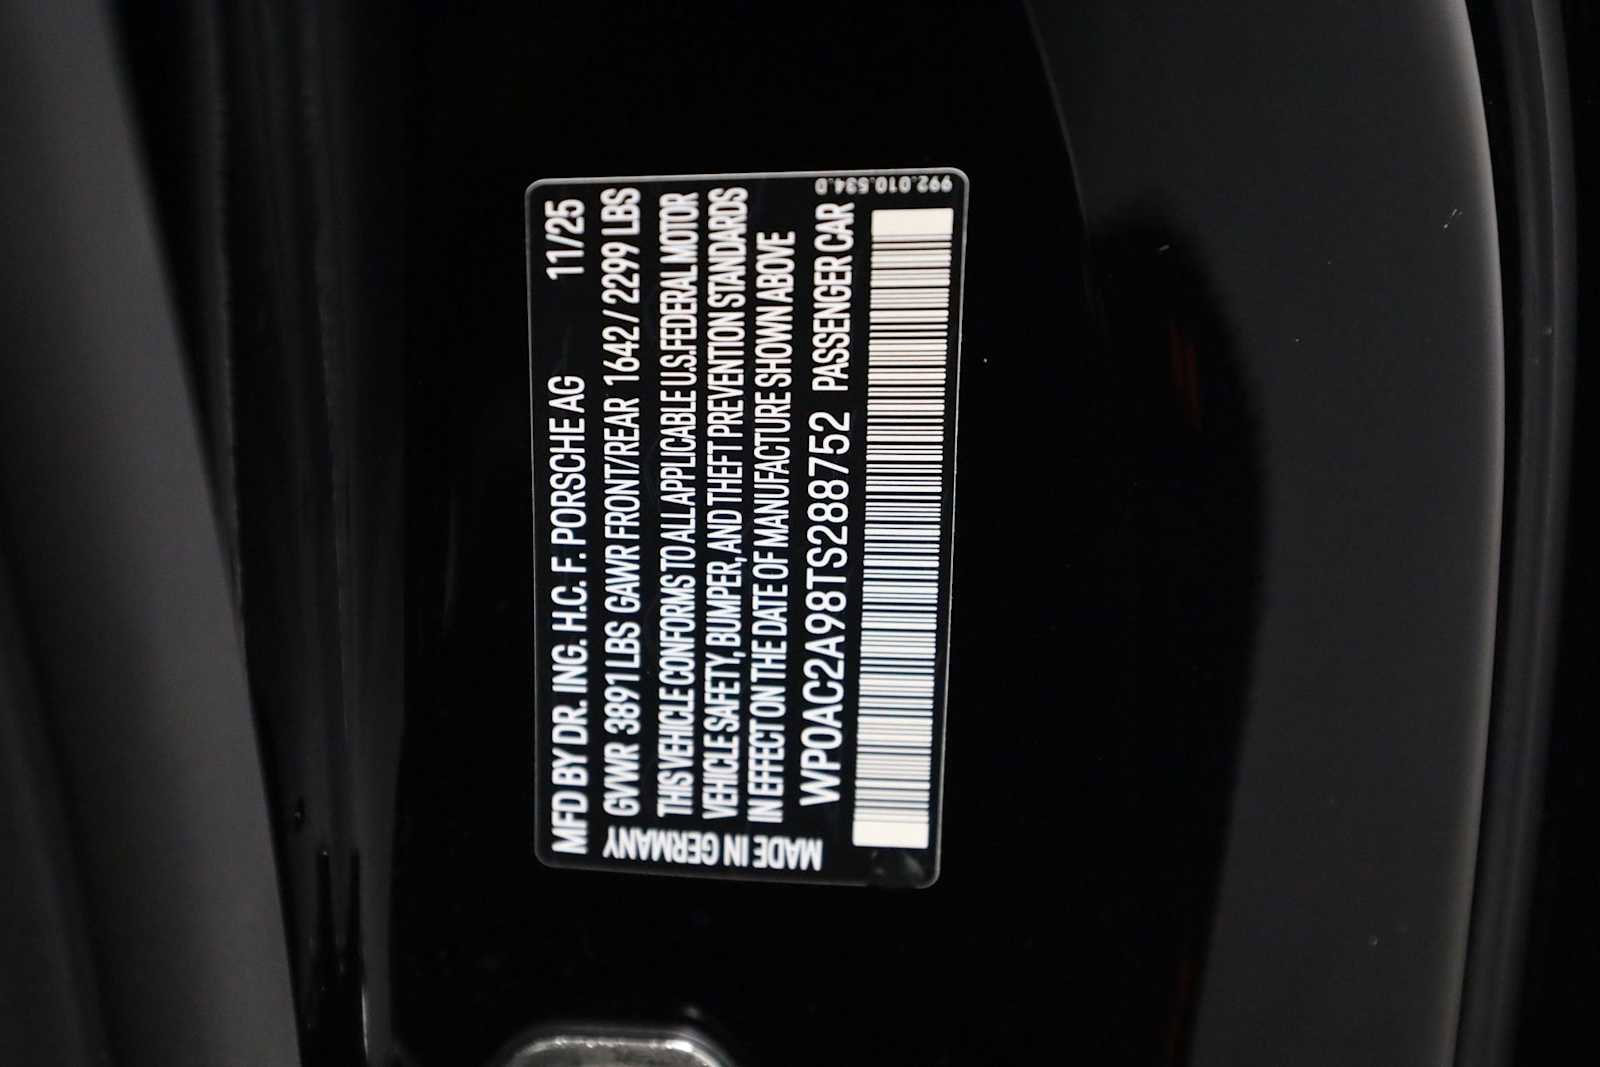 MFD BY DR. ING. H.C. F. PORSCHE AG 11/25
GVWR 3891 LBS GAWR FRONT/REAR 1642 / 2299 LBS
THIS VEHICLE CONFORMS TO ALL APPLICABLE U.S. FEDERAL MOTOR
VEHICLE SAFETY, BUMPER, AND THEFT PREVENTION STANDARDS
IN EFFECT ON THE DATE OF MANUFACTURE SHOWN ABOVE
WP0AC2A98TS288752 PASSENGER CAR
MADE IN GERMANY
992.010.534.D